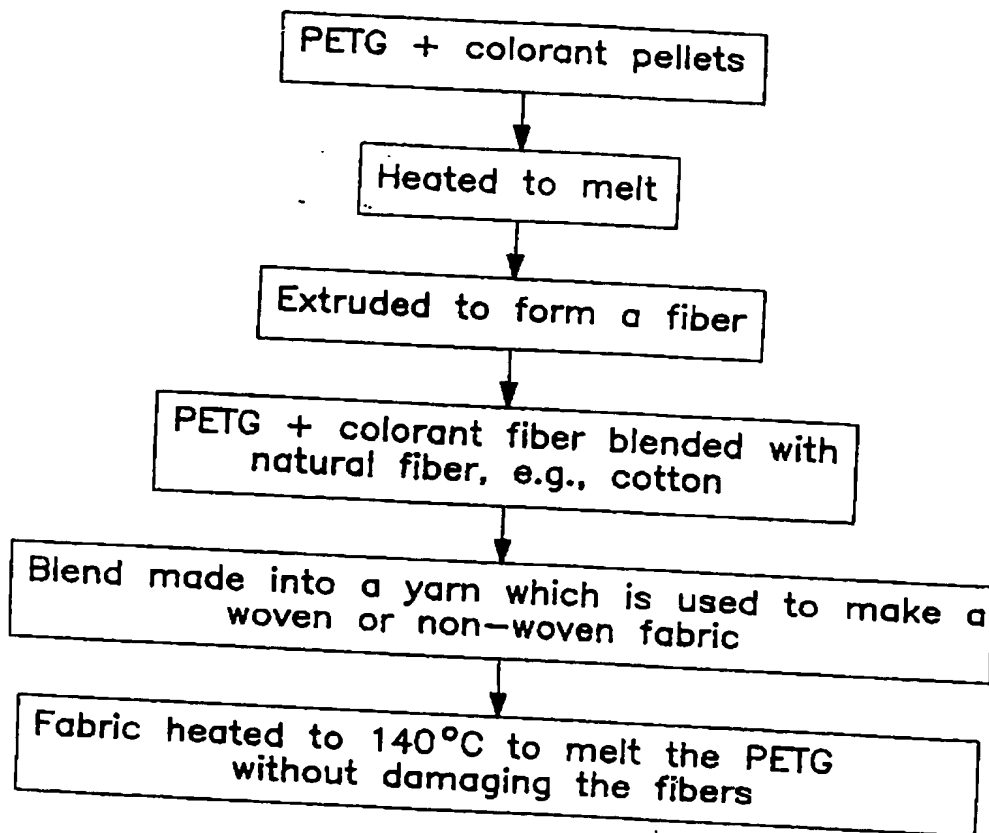 PETG + colorant pellets
Heated to melt
Extruded to form a fiber
PETG + colorant fiber blended with
natural fiber, e.g., cotton
Blend made into a yarn which is used to make a
woven or non-woven fabric
Fabric heated to 140°C to melt the PETG
without damaging the fibers